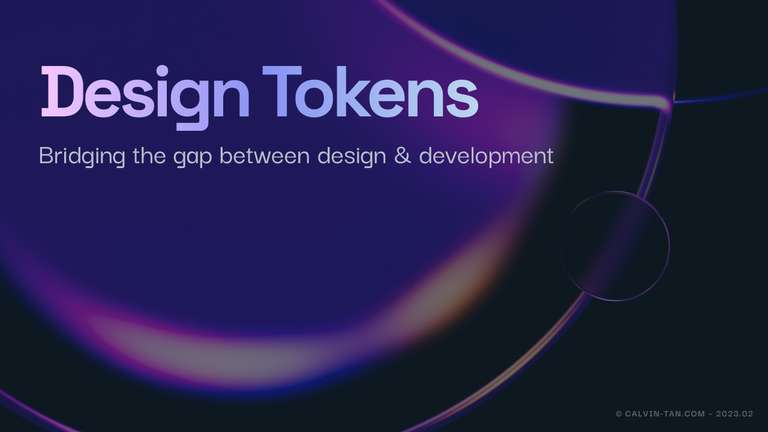 Design Tokens
Bridging the gap between design & development
© CALVIN-TAN.COM - 2023.02